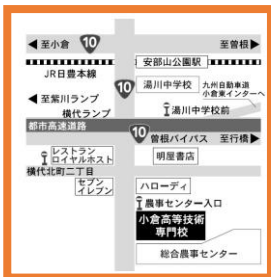 ◀至小倉 10 至曽根▶
安部山公園駅
JR日豊本線
10 湯川中学校 九州自動車道
小倉東インターへ
◀至紫川ランプ
横代ランプ 湯川中学校前
都市高速道路
10 曽根バイパス 至行橋▶
レストラン
ロイヤルホスト 明屋書店
横代北町二丁目
セブン
イレブン ハローディ
農事センター入口
小倉高等技術
専門校
総合農事センター